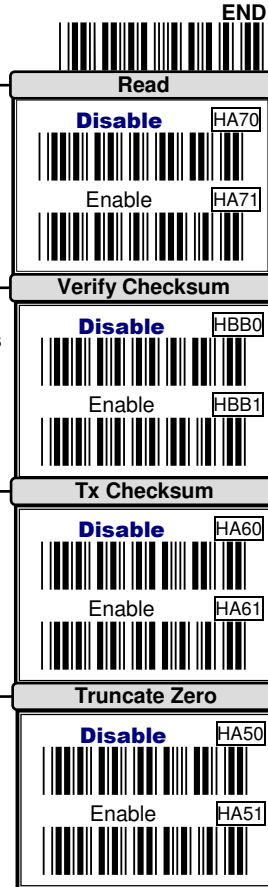 END
Read
Disable HA70
Enable HA71
Verify Checksum
Disable HBB0
Enable HBB1
Tx Checksum
Disable HA60
Enable HA61
Truncate Zero
Disable HA50
Enable HA51